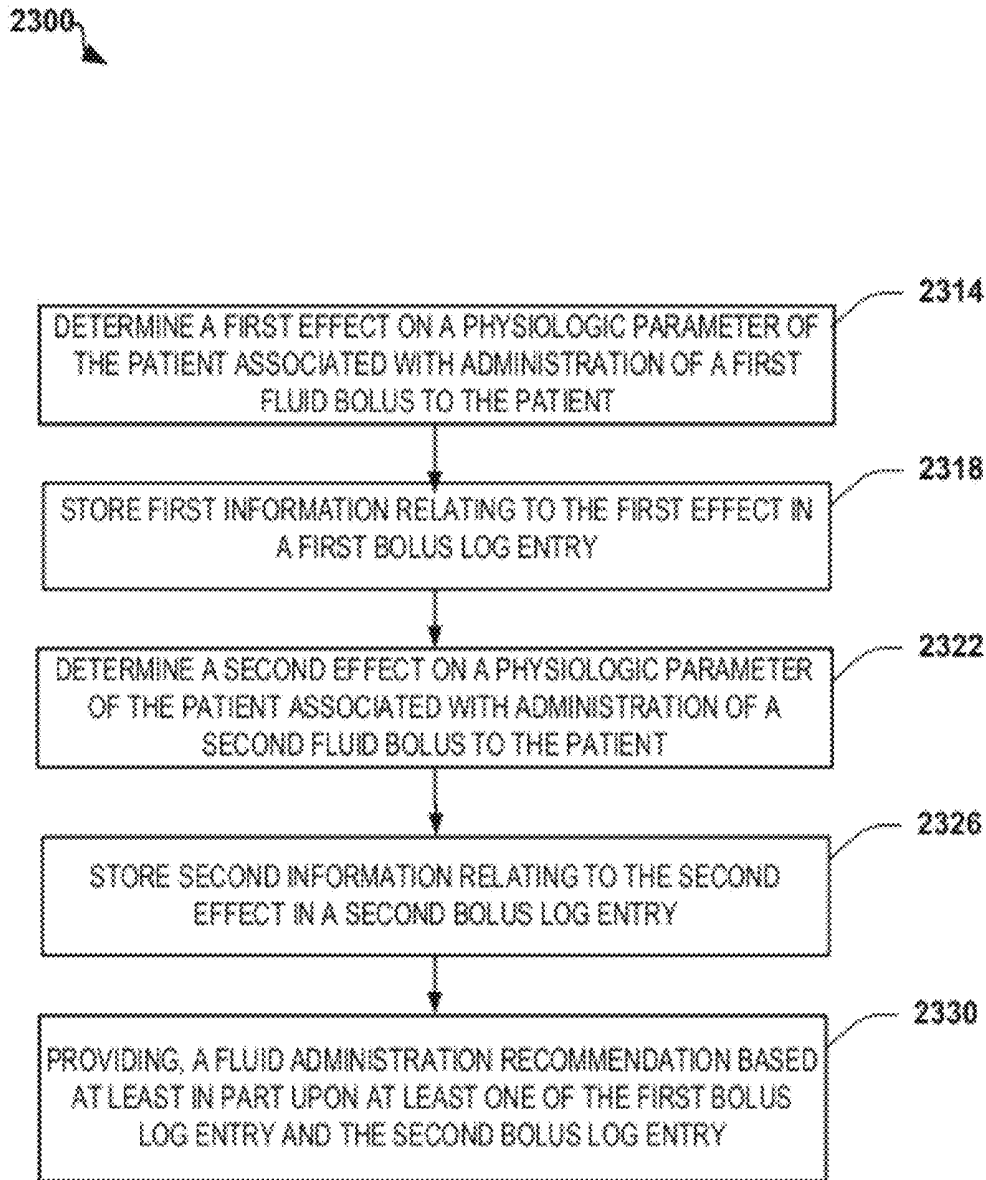 2300
2314
DETERMINE A FIRST EFFECT ON A PHYSIOLOGIC PARAMETER OF
THE PATIENT ASSOCIATED WITH ADMINISTRATION OF A FIRST
FLUID BOLUS TO THE PATIENT
2318
STORE FIRST INFORMATION RELATING TO THE FIRST EFFECT IN
A FIRST BOLUS LOG ENTRY
2322
DETERMINE A SECOND EFFECT ON A PHYSIOLOGIC PARAMETER
OF THE PATIENT ASSOCIATED WITH ADMINISTRATION OF A
SECOND FLUID BOLUS TO THE PATIENT
2326
STORE SECOND INFORMATION RELATING TO THE SECOND
EFFECT IN A SECOND BOLUS LOG ENTRY
2330
PROVIDING, A FLUID ADMINISTRATION RECOMMENDATION BASED
AT LEAST IN PART UPON AT LEAST ONE OF THE FIRST BOLUS
LOG ENTRY AND THE SECOND BOLUS LOG ENTRY